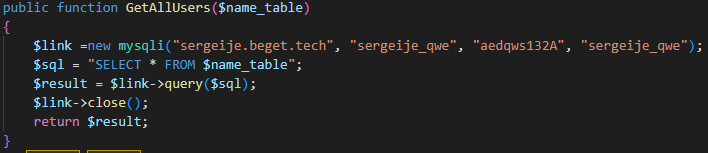 public function GetAllUsers($name_table)
{
$link =new mysqli("sergeije.beget.tech", "sergeije_qwe", "aedqws132A", "sergeije_qwe");
$sql = "SELECT * FROM $name_table";
$result = $link->query($sql);
$link->close();
return $result;
}